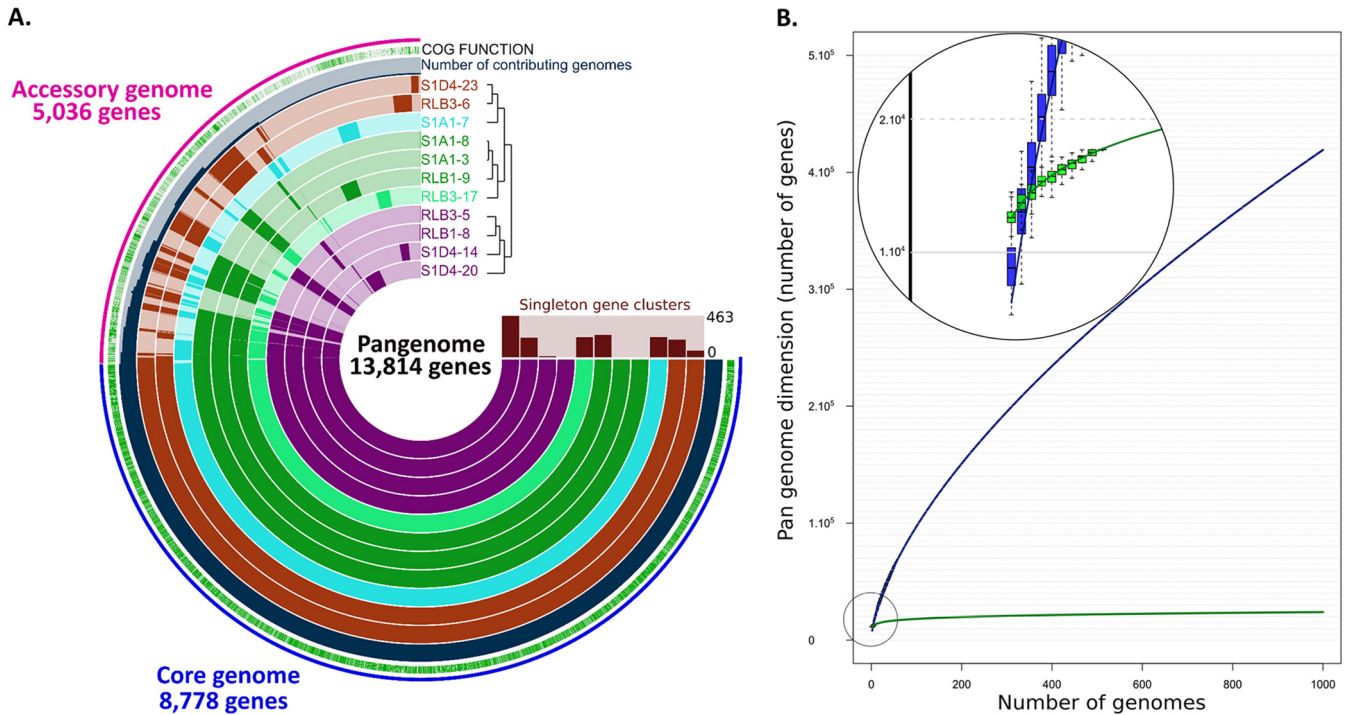 A.
COG FUNCTION
Number of contributing genomes
Accessory genome
5,036 genes
S1D4-23
RLB3-6
S1A1-7
S1A1-8
S1A1-3
RLB1-9
RLB3-17
RLB3-5
RLB1-8
S1D4-14
S1D4-20
Singleton gene clusters
463
0
Pangenome
13,814 genes
Core genome
8,778 genes
B.
Pan genome dimension (number of genes)
5.10⁵
4.10⁵
3.10⁵
2.10⁵
1.10⁵
0
2.10⁴
1.10⁴
0
200
400
600
800
1000
Number of genomes